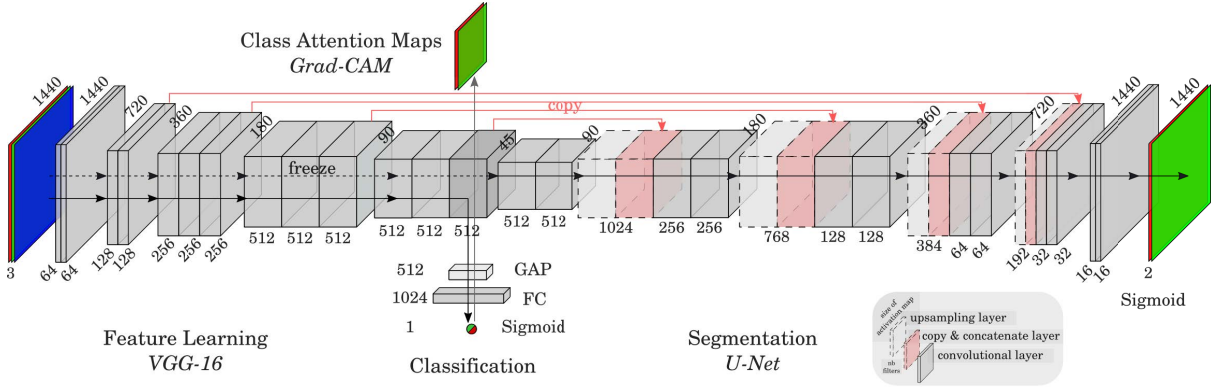 Class Attention Maps
Grad-CAM
1440
1440
720
360
180
90
45
90
180
360
720
1440
1440
copy
freeze
3
64
64
128
128
256
256
256
512
512
512
512
512
512
512
512
1024
256
256
768
128
128
384
64
64
192
32
32
16
16
2
Sigmoid
512
GAP
1024
FC
1
Sigmoid
Feature Learning
VGG-16
Classification
Segmentation
U-Net
size of
activation map
upsampling layer
copy & concatenate layer
convolutional layer
nb
filters